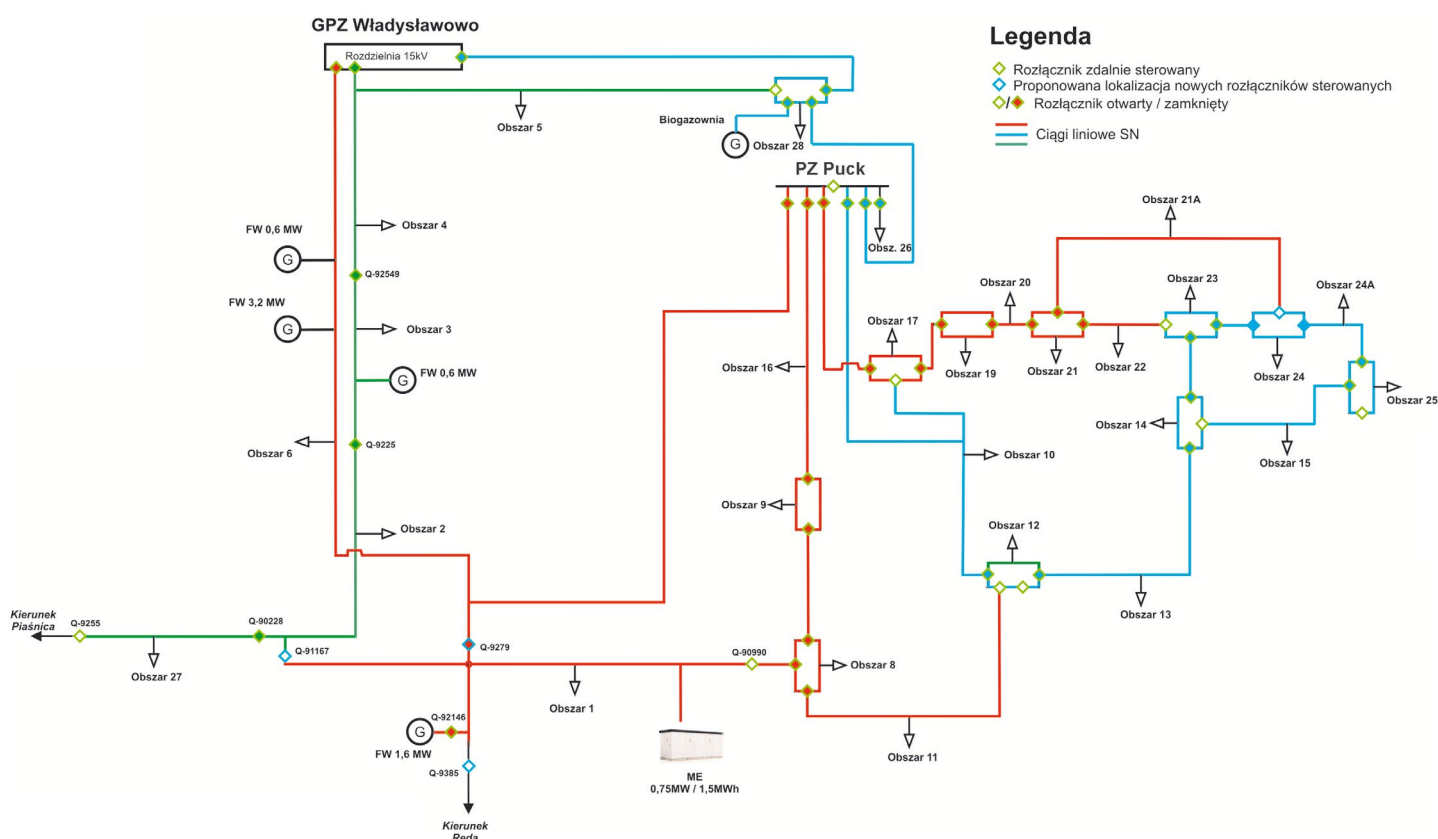 GPZ Władysławowo
Rozdzielnia 15kV
Legenda
Rozłącznik zdalnie sterowany
Proponowana lokalizacja nowych rozłączników sterowanych
/
Rozłącznik otwarty / zamknięty
Ciągi liniowe SN
Obszar 5
Biogazownia
G
Obszar 28
PZ Puck
Obsz. 26
Obszar 21A
Obszar 4
FW 0,6 MW
G
Q-92549
FW 3,2 MW
G
Obszar 3
FW 0,6 MW
G
Obszar 6
Q-9225
Obszar 2
Obszar 16
Obszar 17
Obszar 19
Obszar 20
Obszar 21
Obszar 22
Obszar 23
Obszar 24
Obszar 24A
Obszar 25
Obszar 14
Obszar 15
Obszar 10
Obszar 9
Obszar 12
Obszar 13
Kierunek
Piaśnica
Q-9255
Q-90228
Q-91167
Obszar 27
Q-9279
Q-90990
Obszar 8
Obszar 1
Q-92146
G
FW 1,6 MW
Q-9385
ME
0,75MW / 1,5MWh
Obszar 11
Kierunek
Reda